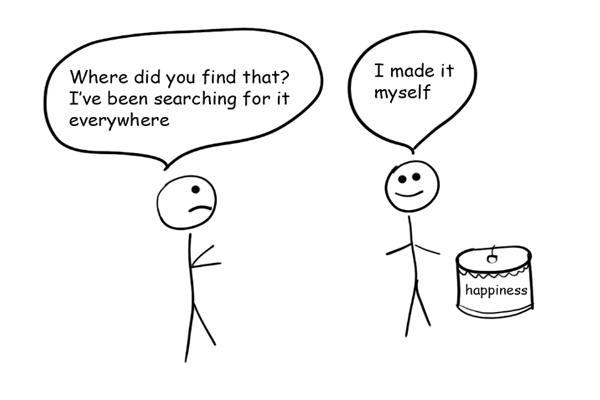 Where did you find that?
I've been searching for it
everywhere
I made it
myself
happiness